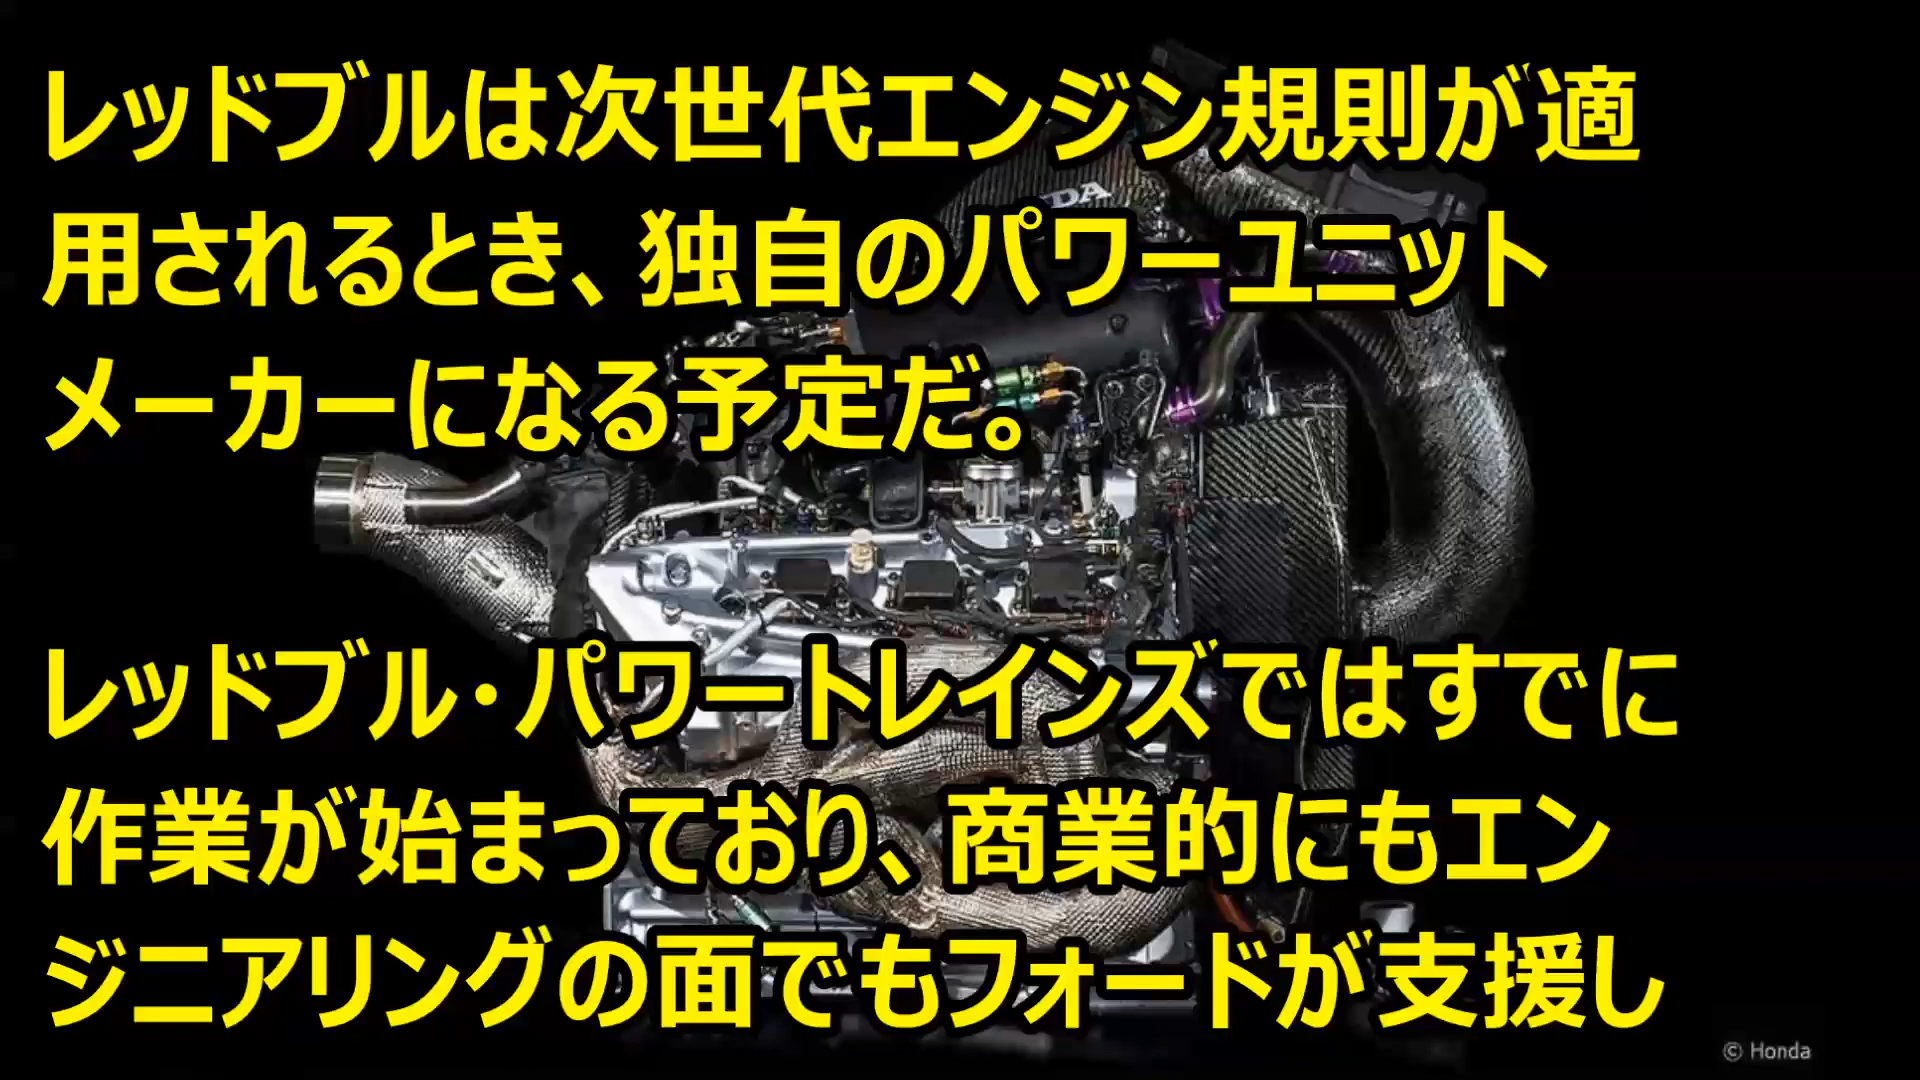 レッドブルは次世代エンジン規則が適
用されるとき、独自のパワーユニット
メーカーになる予定だ。
レッドブル・パワートレインズではすでに
作業が始まっており、商業的にもエン
ジニアリングの面でもフォードが支援し
© Honda